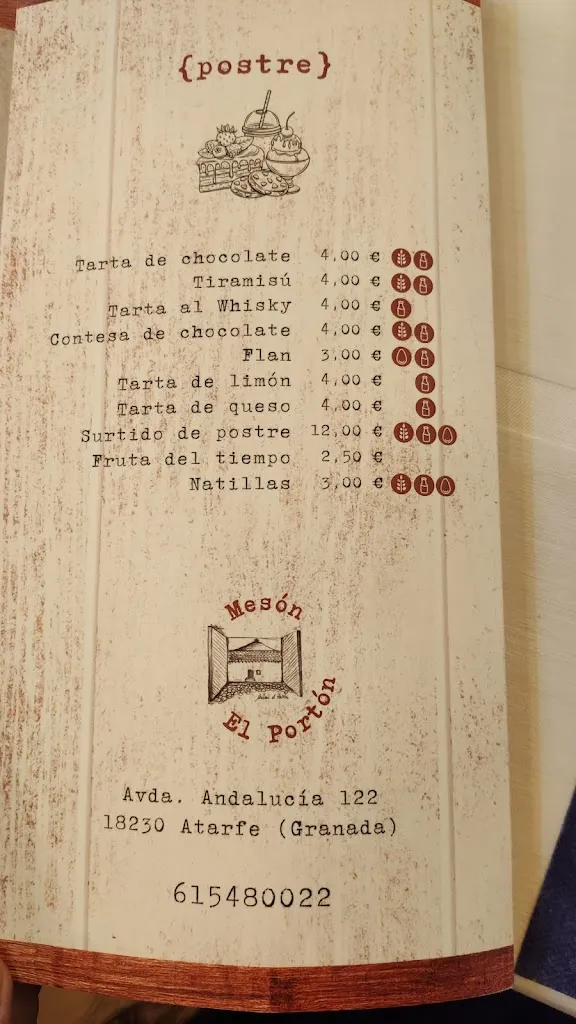 {postre}
Tarta de chocolate 4,00 €
Tiramisú 4,00 €
Tarta al Whisky 4,00 €
Contesa de chocolate 4,00 €
Flan 3,00 €
Tarta de limón 4,00 €
Tarta de queso 4,00 €
Surtido de postre 12,00 €
Fruta del tiempo 2,50 €
Natillas 3,00 €
Mesón
El Portón
Avda. Andalucía 122
18230 Atarfe (Granada)
615480022